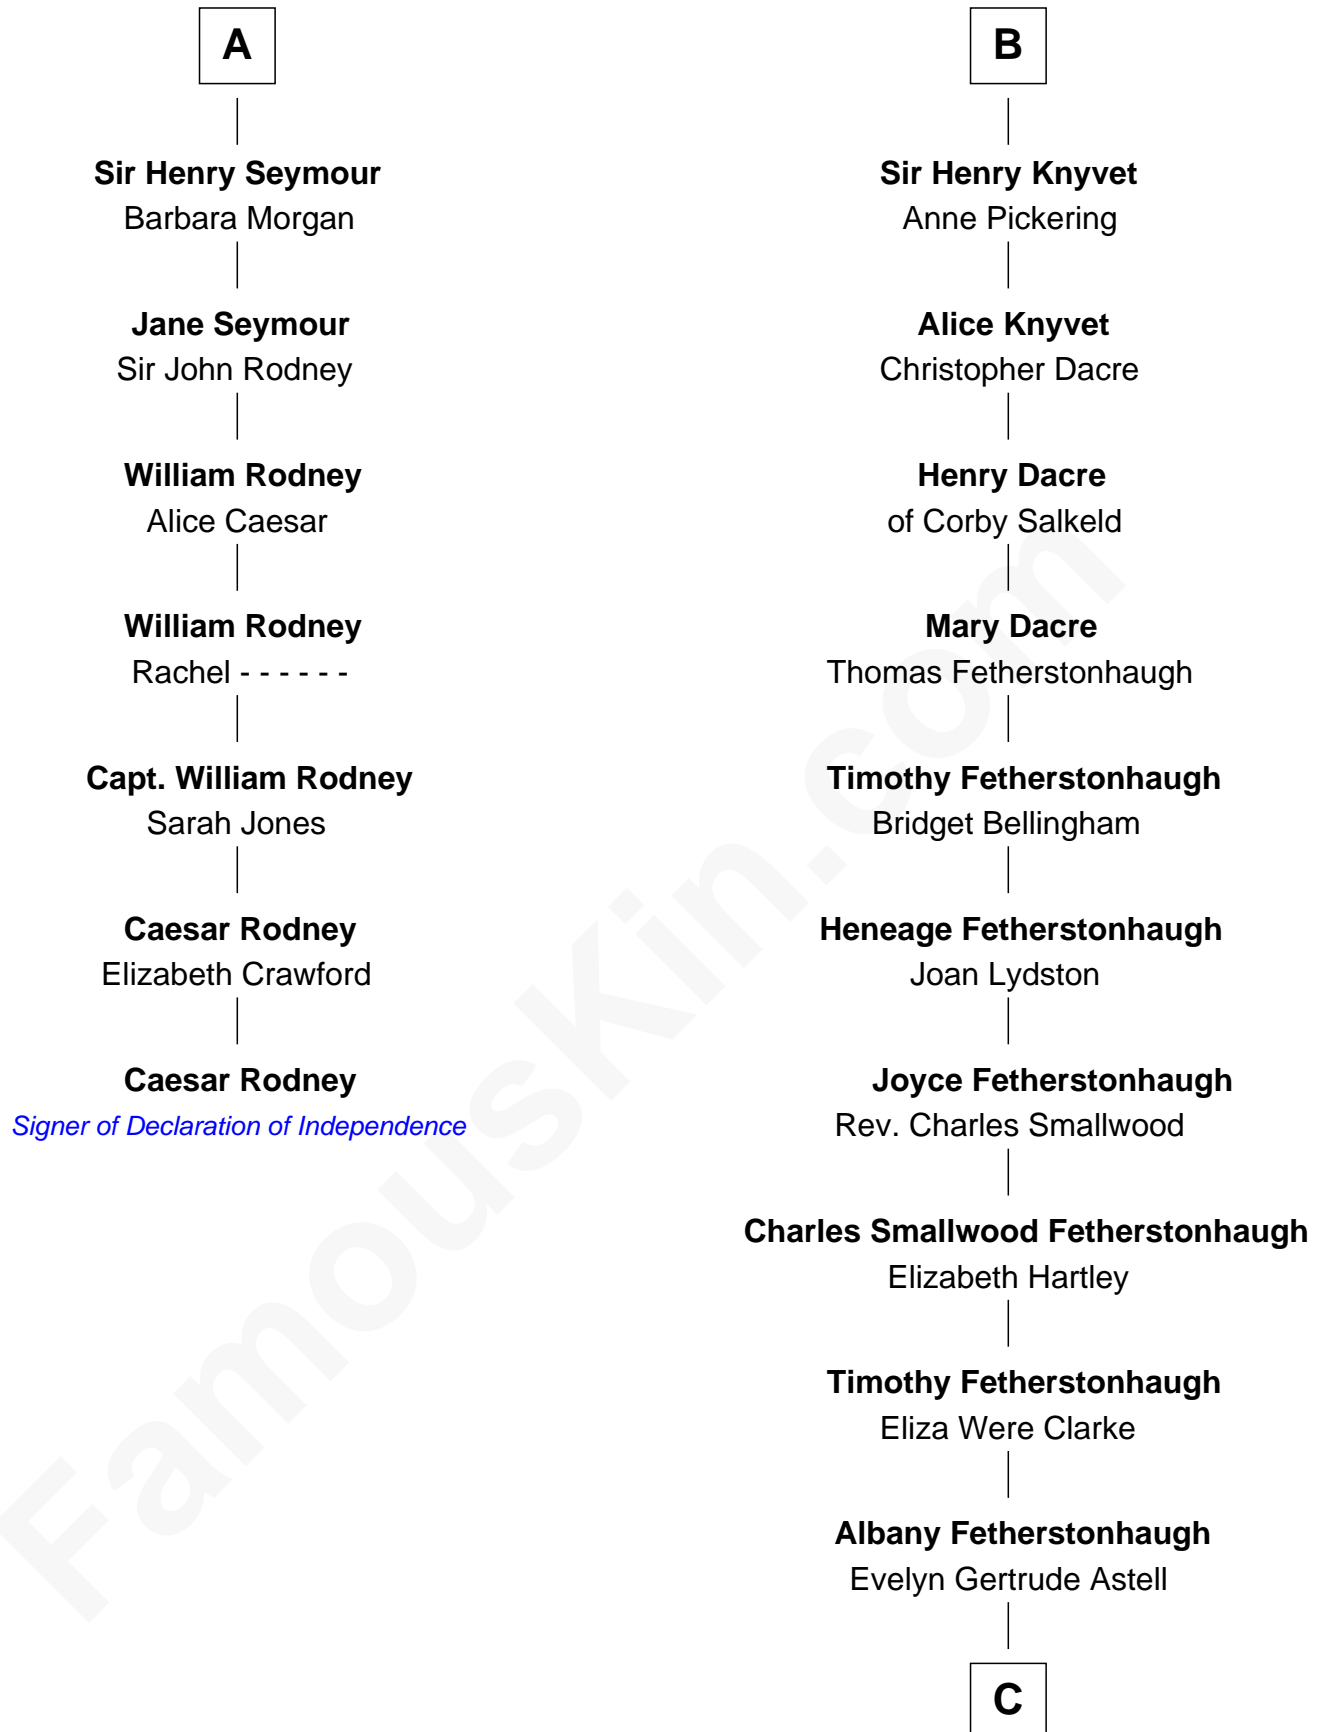 A
Sir Henry Seymour
Barbara Morgan
Jane Seymour
Sir John Rodney
William Rodney
Alice Caesar
William Rodney
Rachel - - - - - -
Capt. William Rodney
Sarah Jones
Caesar Rodney
Elizabeth Crawford
Caesar Rodney
Signer of Declaration of Independence
B
Sir Henry Knyvet
Anne Pickering
Alice Knyvet
Christopher Dacre
Henry Dacre
of Corby Salkeld
Mary Dacre
Thomas Fetherstonhaugh
Timothy Fetherstonhaugh
Bridget Bellingham
Heneage Fetherstonhaugh
Joan Lydston
Joyce Fetherstonhaugh
Rev. Charles Smallwood
Charles Smallwood Fetherstonhaugh
Elizabeth Hartley
Timothy Fetherstonhaugh
Eliza Were Clarke
Albany Fetherstonhaugh
Evelyn Gertrude Astell
C
FamousKin.com